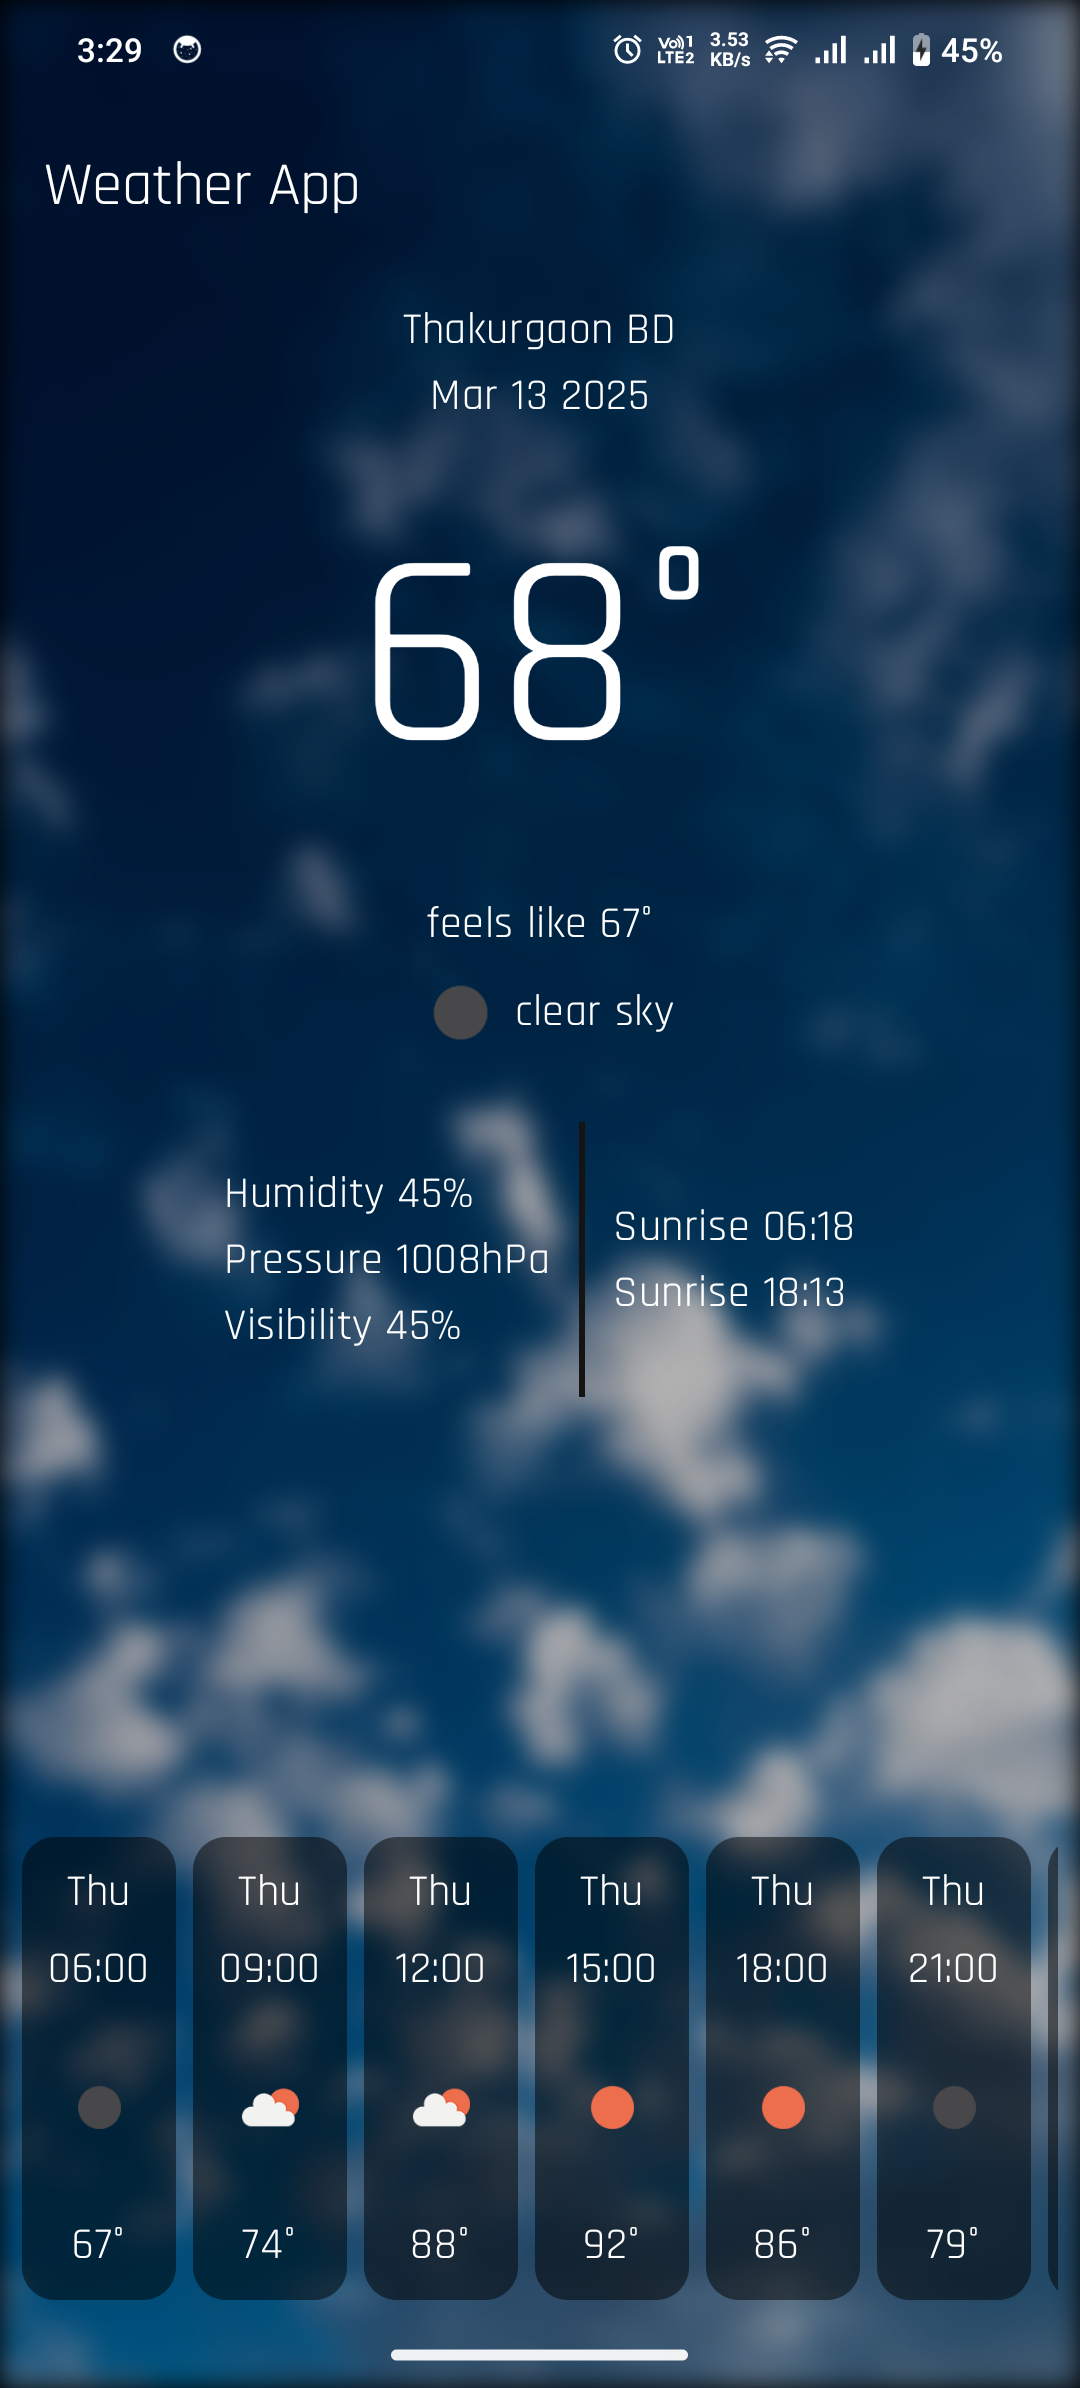 3:29
Vo)) 1
LTE2
3.53
KB/s
45%
Weather App
Thakurgaon BD
Mar 13 2025
68°
feels like 67°
clear sky
Humidity 45%
Pressure 1008hPa
Visibility 45%
Sunrise 06:18
Sunrise 18:13
Thu
06:00
67°
Thu
09:00
74°
Thu
12:00
88°
Thu
15:00
92°
Thu
18:00
86°
Thu
21:00
79°